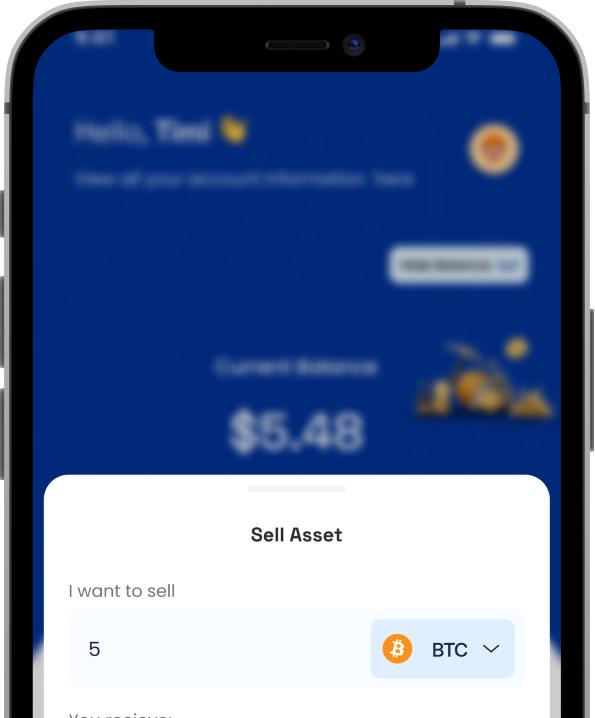 Hello, Timi
View all your account information here
Hide Balance
Current Balance
$5.48
Sell Asset
I want to sell
5
BTC
You recieve: